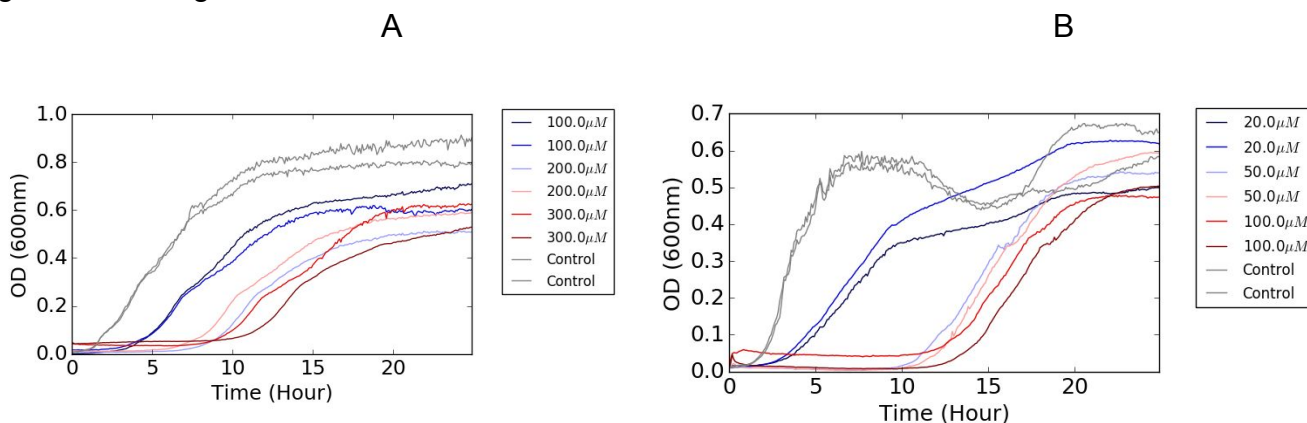 A
B
1.0
0.8
0.6
0.4
0.2
0.0
OD (600nm)
0 5 10 15 20
Time (Hour)
100.0μM
100.0μM
200.0μM
200.0μM
300.0μM
300.0μM
Control
Control
0.7
0.6
0.5
0.4
0.3
0.2
0.1
0.0
OD (600nm)
0 5 10 15 20
Time (Hour)
20.0μM
20.0μM
50.0μM
50.0μM
100.0μM
100.0μM
Control
Control